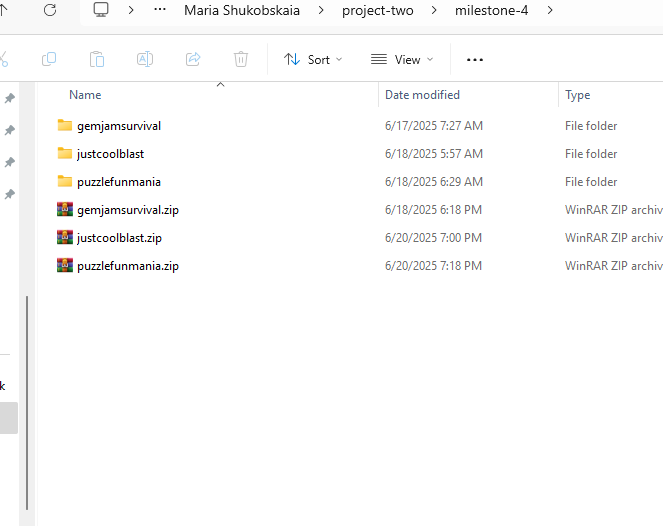 Maria Shukobskaia > project-two > milestone-4 >
Sort View
Name Date modified Type
gemjamsurvival 6/17/2025 7:27 AM File folder
justcoolblast 6/18/2025 5:57 AM File folder
puzzlefunmania 6/18/2025 6:29 AM File folder
gemjamsurvival.zip 6/18/2025 6:18 PM WinRAR ZIP archiv
justcoolblast.zip 6/20/2025 7:00 PM WinRAR ZIP archiv
puzzlefunmania.zip 6/20/2025 7:18 PM WinRAR ZIP archiv
k